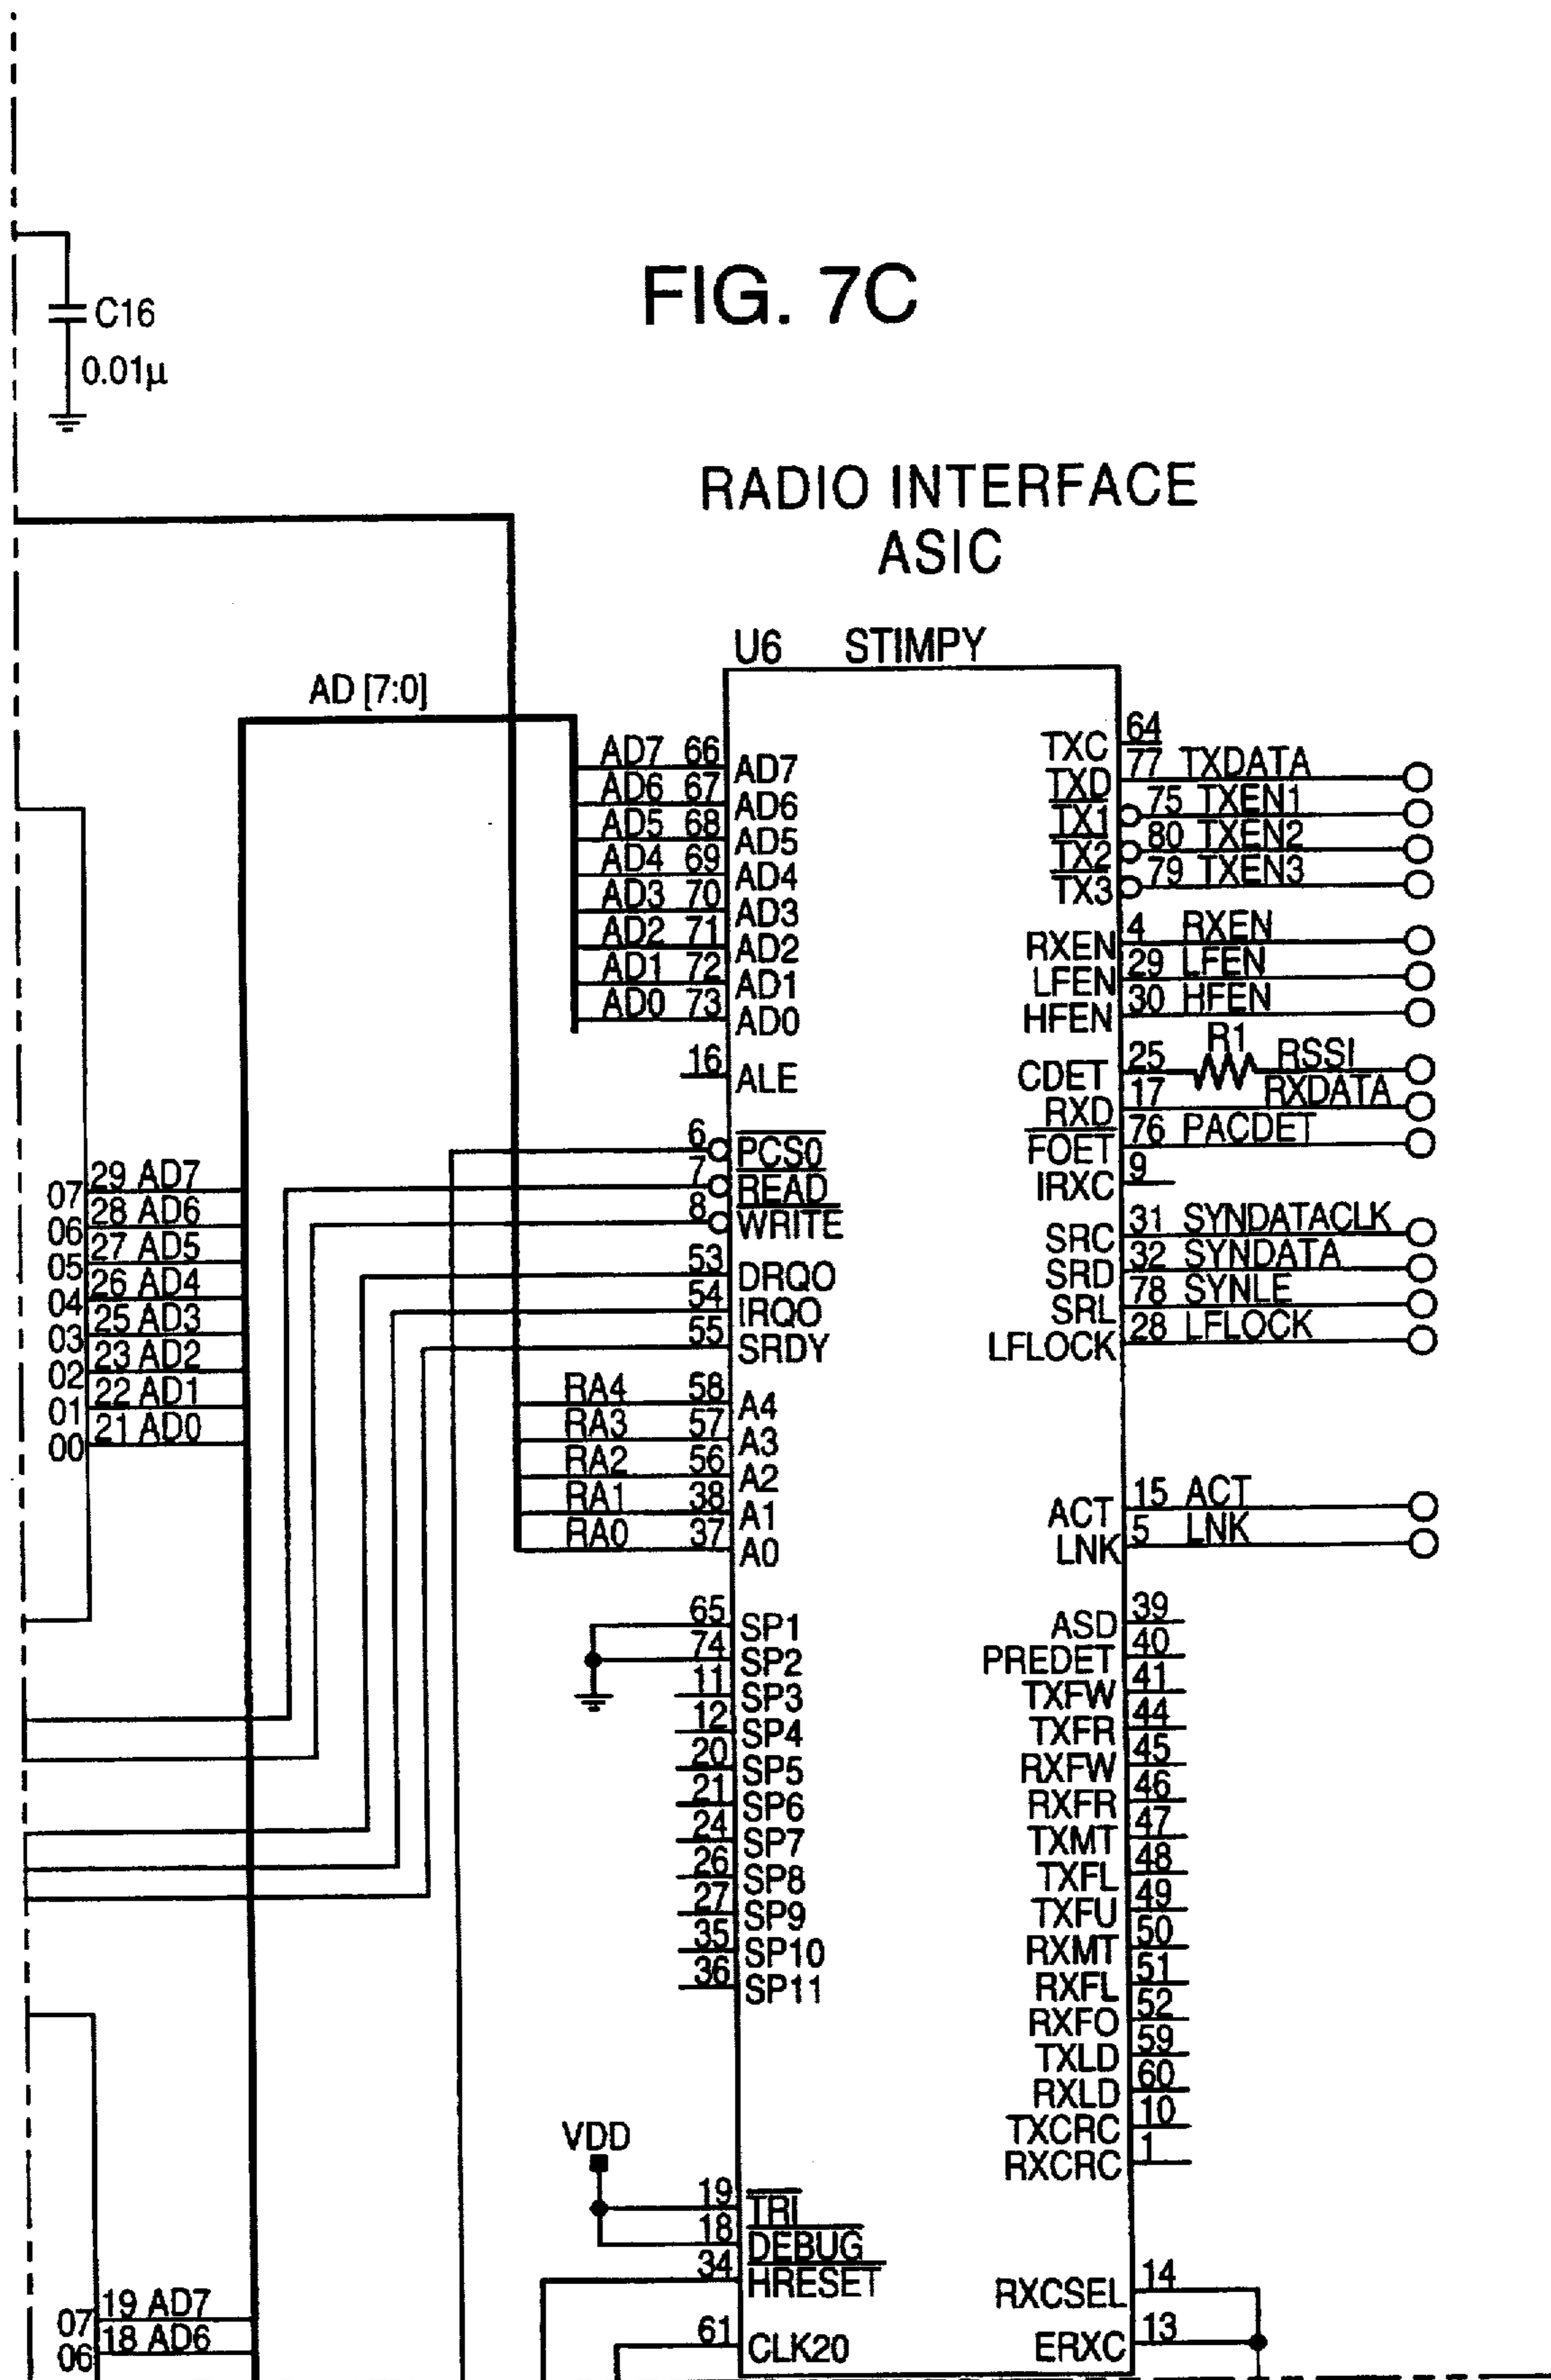 FIG. 7C
C16
0.01µ
RADIO INTERFACE
ASIC
U6 STIMPY
AD [7:0]
AD7 66 AD7
AD6 67 AD6
AD5 68 AD5
AD4 69 AD4
AD3 70 AD3
AD2 71 AD2
AD1 72 AD1
AD0 73 AD0
16 ALE
6 PCS0
7 READ
8 WRITE
53 DRQO
54 IRQO
55 SRDY
RA4 58 A4
RA3 57 A3
RA2 56 A2
RA1 38 A1
RA0 37 A0
65 SP1
74 SP2
11 SP3
12 SP4
20 SP5
21 SP6
24 SP7
26 SP8
27 SP9
35 SP10
36 SP11
VDD
19 TRI
18 DEBUG
34 HRESET
61 CLK20
TXC 64
TXD 77 TXDATA
TX1 75 TXEN1
TX2 80 TXEN2
TX3 79 TXEN3
RXEN 4 RXEN
LFEN 29 LFEN
HFEN 30 HFEN
CDET 25 R1 RSSI
RXD 17 RXDATA
FOET 76 PACDET
IRXC 9
SRC 31 SYNDATACLK
SRD 32 SYNDATA
SRL 78 SYNLE
LFLOCK 28 LFLOCK
ACT 15 ACT
LNK 5 LNK
ASD 39
PREDET 40
TXFW 41
TXFR 44
RXFW 45
RXFR 46
TXMT 47
TXFL 48
TXFU 49
RXMT 50
RXFL 51
RXFO 52
TXLD 59
RXLD 60
TXCRC 10
RXCRC 1
RXCSEL 14
ERXC 13
07 29 AD7
06 28 AD6
05 27 AD5
04 26 AD4
03 25 AD3
02 23 AD2
01 22 AD1
00 21 AD0
07 19 AD7
06 18 AD6